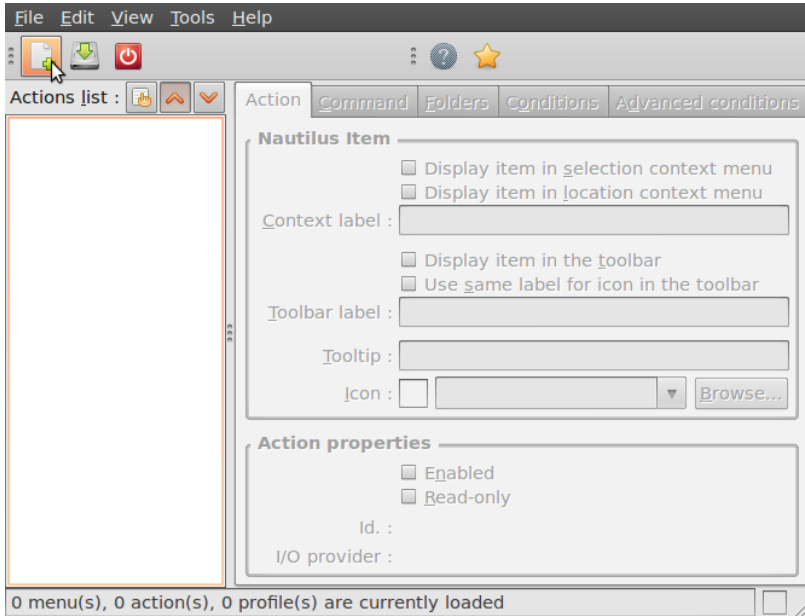 File Edit View Tools Help
Actions list :
Action Command Folders Conditions Advanced conditions
Nautilus Item
Display item in selection context menu
Display item in location context menu
Context label :
Display item in the toolbar
Use same label for icon in the toolbar
Toolbar label :
Tooltip :
Icon : Browse...
Action properties
Enabled
Read-only
Id. :
I/O provider :
0 menu(s), 0 action(s), 0 profile(s) are currently loaded